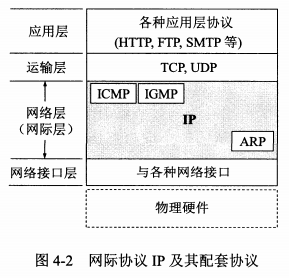 应用层
各种应用层协议
(HTTP, FTP, SMTP 等)
运输层
TCP, UDP
网络层
(网际层)
ICMP
IGMP
IP
ARP
网络接口层
与各种网络接口
物理硬件
图 4-2 网际协议 IP 及其配套协议